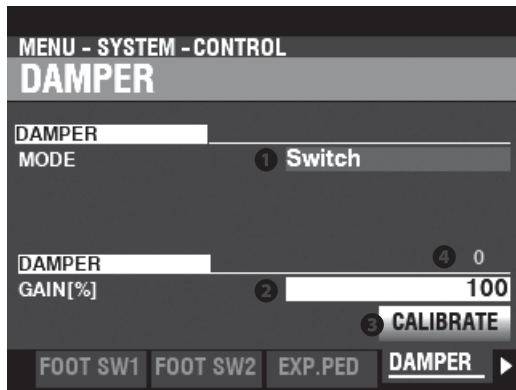 MENU - SYSTEM - CONTROL
DAMPER
DAMPER
MODE 1 Switch
4 0
DAMPER
GAIN[%] 2 100
3 CALIBRATE
FOOT SW1 FOOT SW2 EXP.PED DAMPER